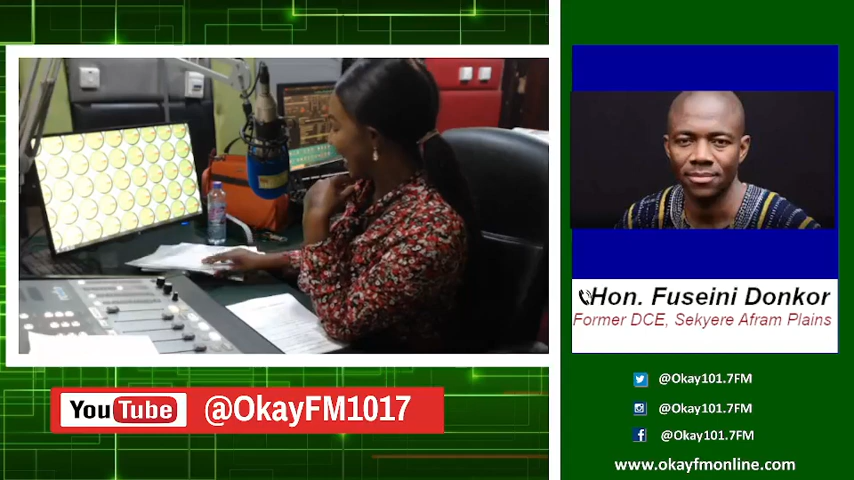 Hon. Fuseini Donkor
Former DCE, Sekyere Afram Plains
@Okay101.7FM
@Okay101.7FM
@Okay101.7FM
www.okayfmonline.com
YouTube @OkayFM1017